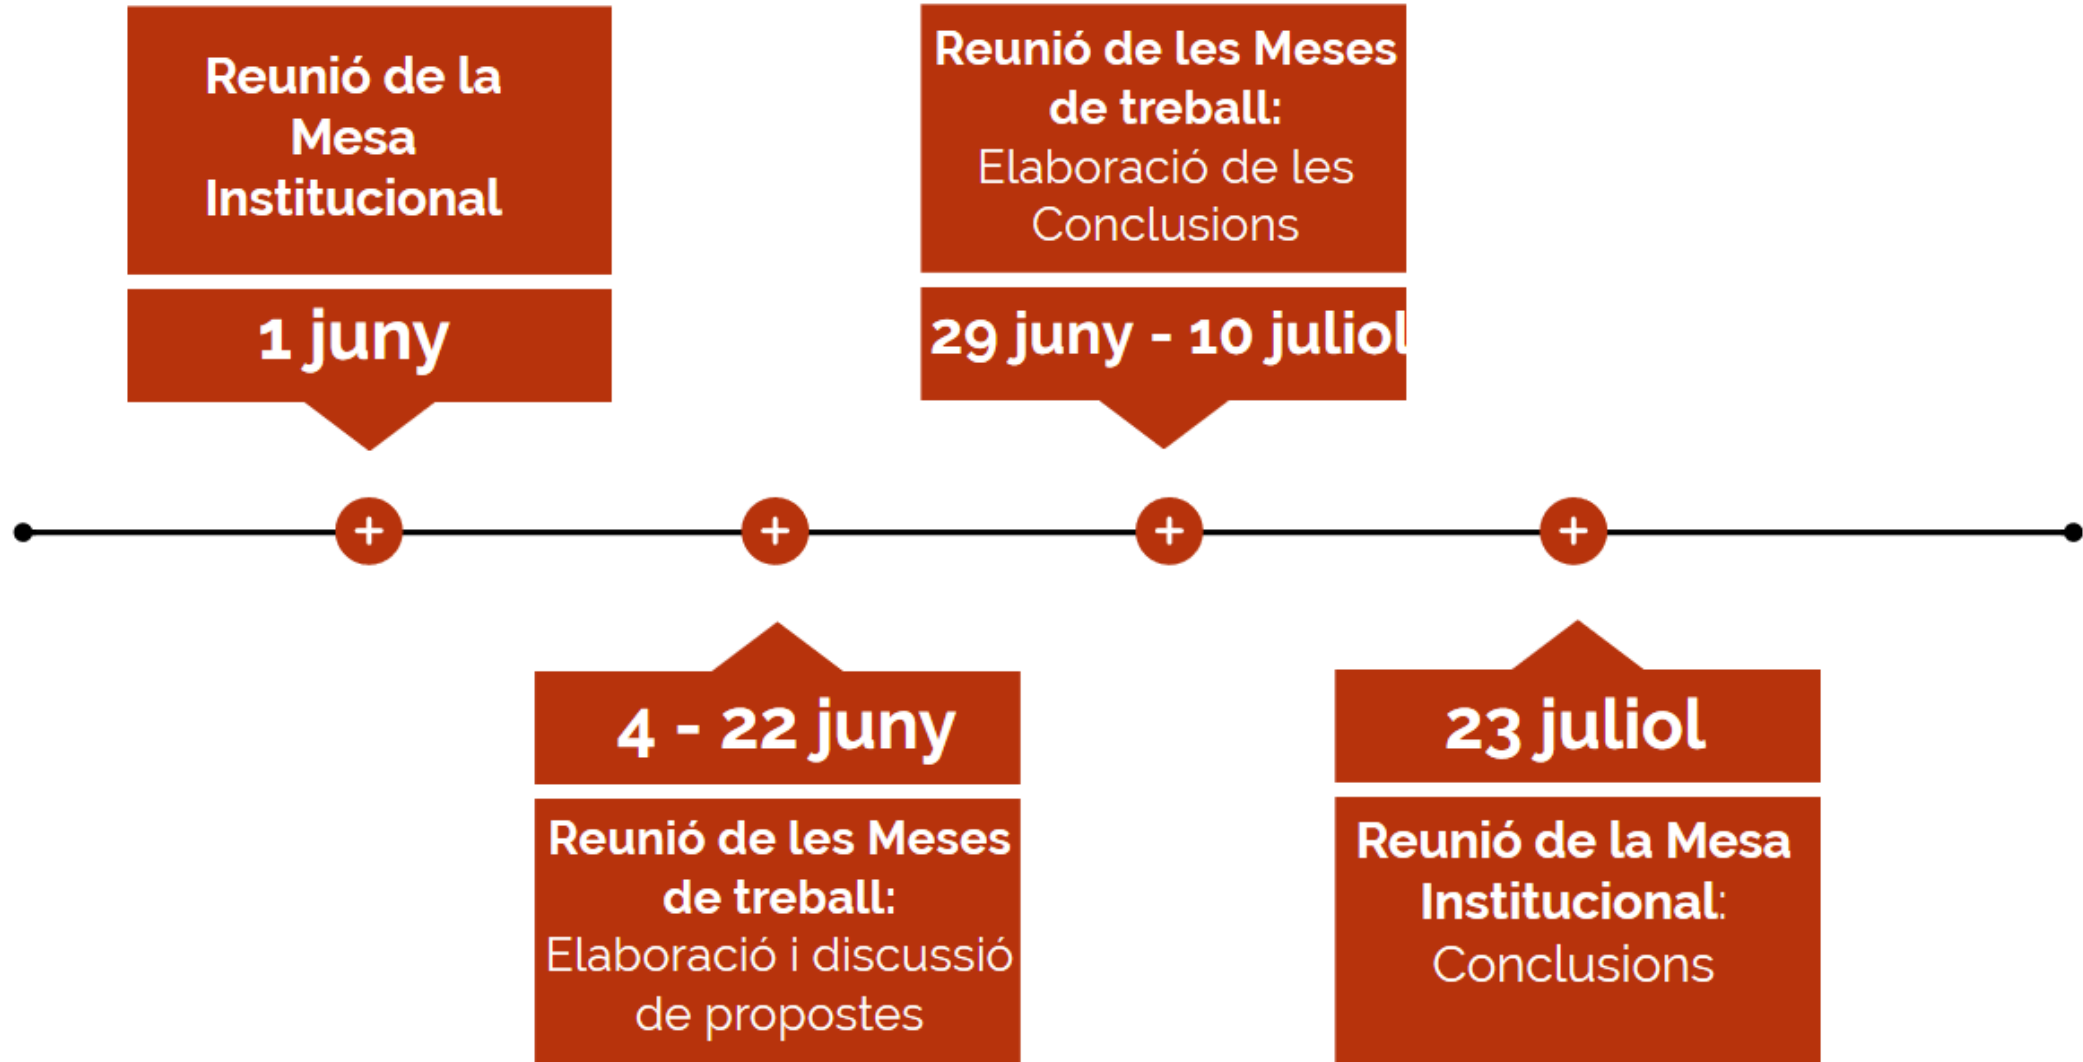 Reunió de la
Mesa
Institucional
1 juny
4 - 22 juny
Reunió de les Meses
de treball:
Elaboració i discussió
de propostes
Reunió de les Meses
de treball:
Elaboració de les
Conclusions
29 juny - 10 juliol
23 juliol
Reunió de la Mesa
Institucional:
Conclusions